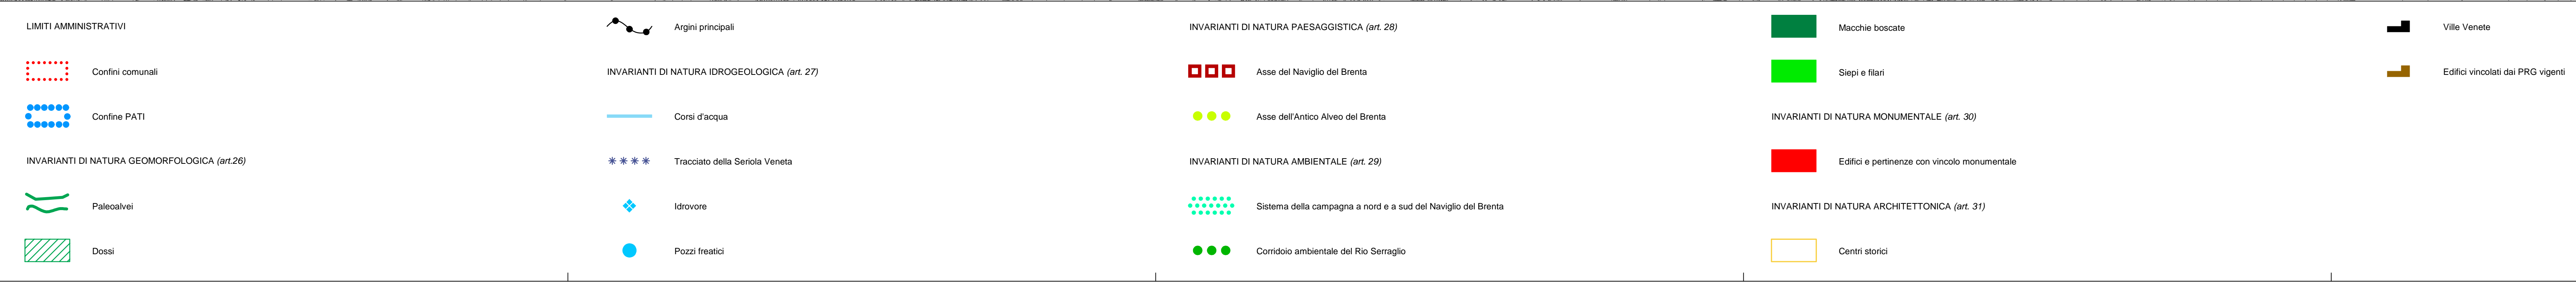 LIMITI AMMINISTRATIVI
Confini comunali
Confine PATI
INVARIANTI DI NATURA GEOMORFOLOGICA (art.26)
Paleoalvei
Dossi
Argini principali
INVARIANTI DI NATURA IDROGEOLOGICA (art. 27)
Corsi d'acqua
Tracciato della Seriola Veneta
Idrovore
Pozzi freatici
INVARIANTI DI NATURA PAESAGGISTICA (art. 28)
Asse del Naviglio del Brenta
Asse dell'Antico Alveo del Brenta
INVARIANTI DI NATURA AMBIENTALE (art. 29)
Sistema della campagna a nord e a sud del Naviglio del Brenta
Corridoio ambientale del Rio Serraglio
Macchie boscate
Siepi e filari
INVARIANTI DI NATURA MONUMENTALE (art. 30)
Edifici e pertinenze con vincolo monumentale
INVARIANTI DI NATURA ARCHITETTONICA (art. 31)
Centri storici
Ville Venete
Edifici vincolati dai PRG vigenti